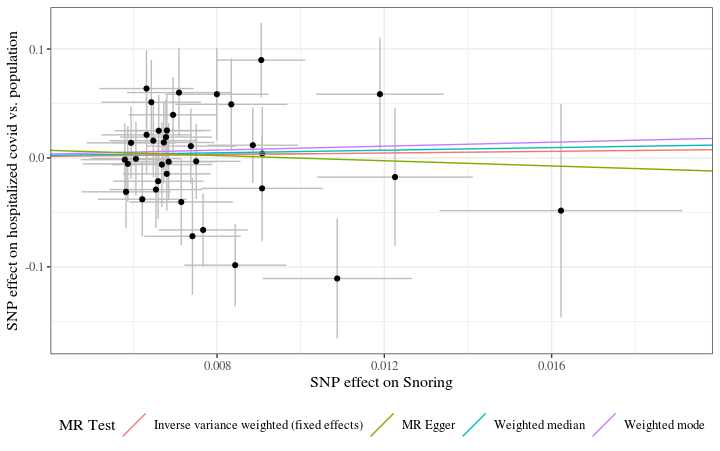 SNP effect on hospitalized covid vs. population
0.1
0.0
-0.1
0.008
0.012
0.016
SNP effect on Snoring
MR Test
Inverse variance weighted (fixed effects)
MR Egger
Weighted median
Weighted mode